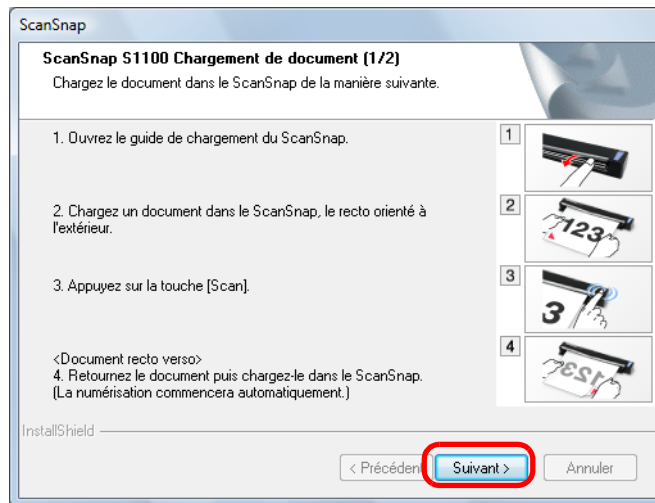 ScanSnap
ScanSnap S1100 Chargement de document (1/2)
Chargez le document dans le ScanSnap de la manière suivante.
1. Ouvrez le guide de chargement du ScanSnap.
1
2. Chargez un document dans le ScanSnap, le recto orienté à
l'extérieur.
2
123
3. Appuyez sur la touche [Scan].
3
3
<Document recto verso>
4. Retournez le document puis chargez-le dans le ScanSnap.
(La numérisation commencera automatiquement.)
4
123
InstallShield
< Précédent
Suivant >
Annuler